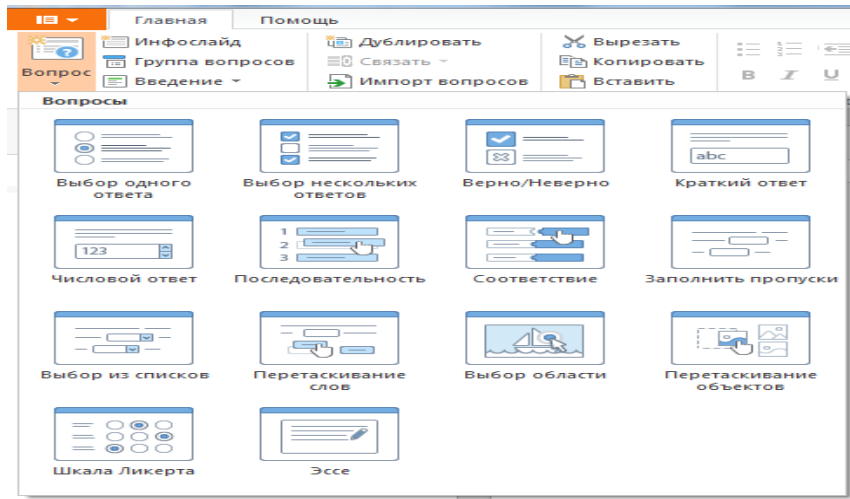 Главная Помощь
Инфослайд Дублировать Вырезать
Группа вопросов Связать Копировать
Вопрос Введение Импорт вопросов Вставить B I U
Вопросы
abc
Выбор одного ответа
Выбор нескольких ответов
Верно/Неверно
Краткий ответ
123
1
2
3
Числовой ответ
Последовательность
Соответствие
Заполнить пропуски
Выбор из списков
Перетаскивание слов
Выбор области
Перетаскивание объектов
Шкала Ликерта
Эссе